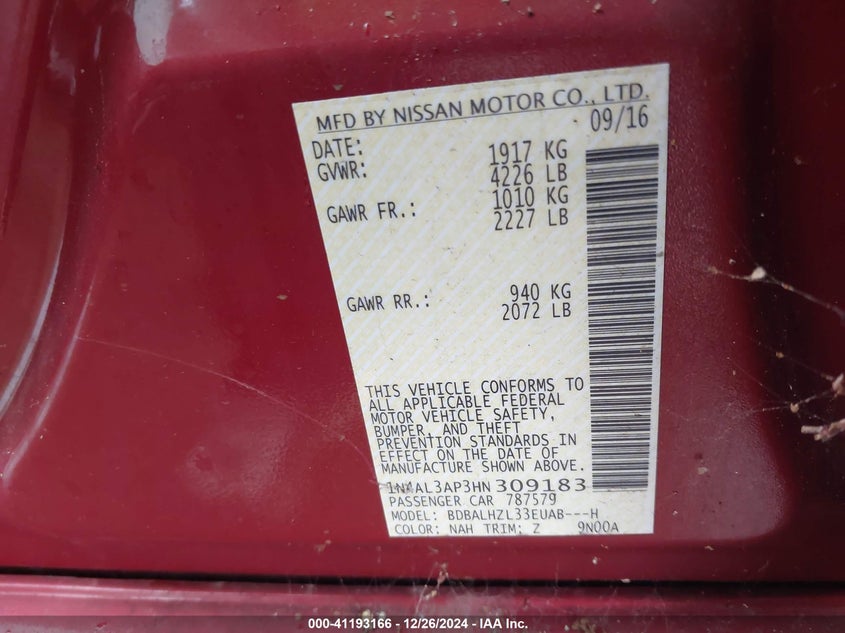 MFD BY NISSAN MOTOR CO., LTD.
DATE: 09/16
GVWR: 1917 KG
4226 LB
GAWR FR.: 1010 KG
2227 LB
GAWR RR.: 940 KG
2072 LB
THIS VEHICLE CONFORMS TO
ALL APPLICABLE FEDERAL
MOTOR VEHICLE SAFETY,
BUMPER, AND THEFT
PREVENTION STANDARDS IN
EFFECT ON THE DATE OF
MANUFACTURE SHOWN ABOVE.
1N4AL3AP3HN309183
PASSENGER CAR 787579
MODEL: BDBALHZL33EUAB---H
COLOR: NAH TRIM: Z 9N00A
000-41193166 - 12/26/2024 - IAA Inc.